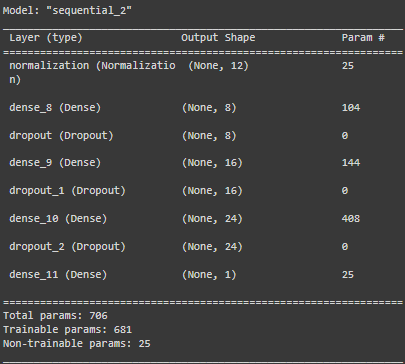 Model: "sequential_2"
_________________________________________________________________
Layer (type)                Output Shape              Param #
=================================================================
normalization (Normalizatio  (None, 12)               25
n)
dense_8 (Dense)             (None, 8)                 104
dropout (Dropout)           (None, 8)                 0
dense_9 (Dense)             (None, 16)                144
dropout_1 (Dropout)         (None, 16)                0
dense_10 (Dense)            (None, 24)                408
dropout_2 (Dropout)         (None, 24)                0
dense_11 (Dense)            (None, 1)                 25
=================================================================
Total params: 706
Trainable params: 681
Non-trainable params: 25
_________________________________________________________________